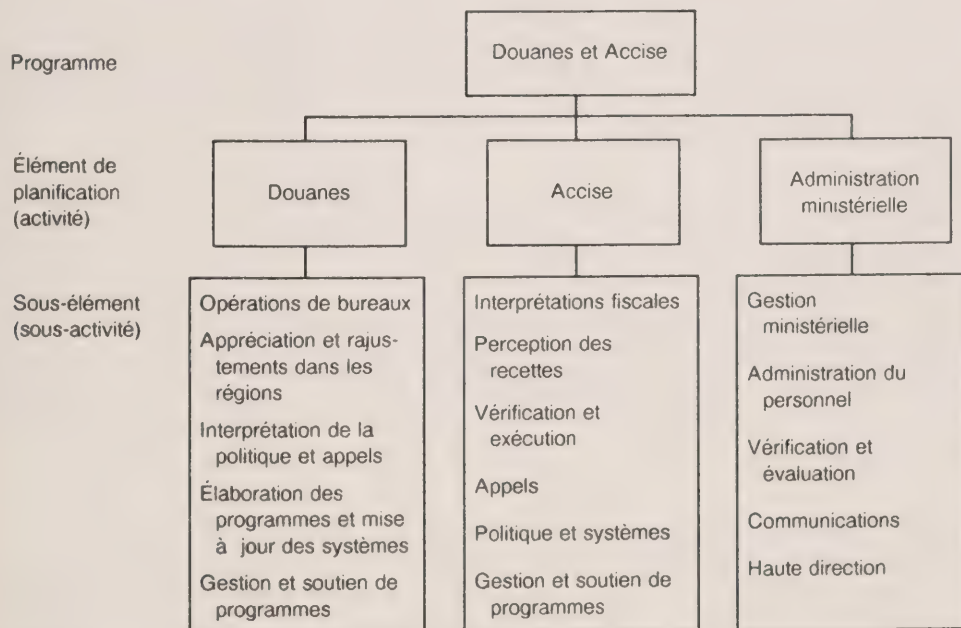 Programme
Douanes et Accise
Élément de
planification
(activité)
Douanes
Accise
Administration
ministérielle
Sous-élément
(sous-activité)
Opérations de bureaux
Appréciation et rajus-
tements dans les
régions
Interprétation de la
politique et appels
Élaboration des
programmes et mise
à jour des systèmes
Gestion et soutien de
programmes
Interprétations fiscales
Perception des
recettes
Vérification et
exécution
Appels
Politique et systèmes
Gestion et soutien de
programmes
Gestion
ministérielle
Administration du
personnel
Vérification et
évaluation
Communications
Haute direction